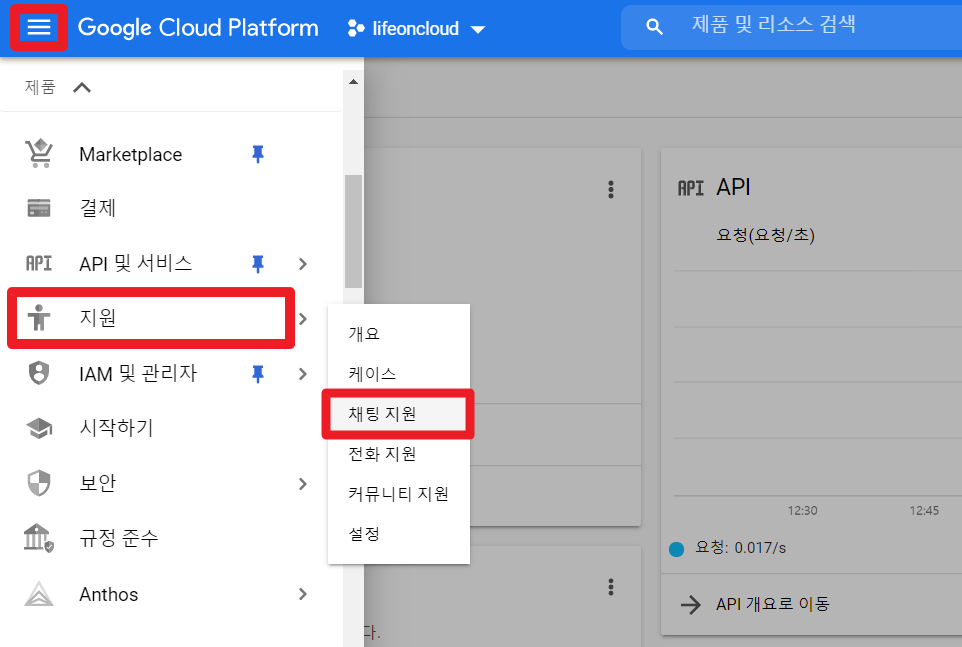 Google Cloud Platform
lifeoncloud
제품 및 리소스 검색
제품
Marketplace
결제
API API 및 서비스
지원
IAM 및 관리자
시작하기
보안
규정 준수
Anthos
개요
케이스
채팅 지원
전화 지원
커뮤니티 지원
설정
다.
API API
요청(요청/초)
12:30
12:45
요청: 0.017/s
API 개요로 이동